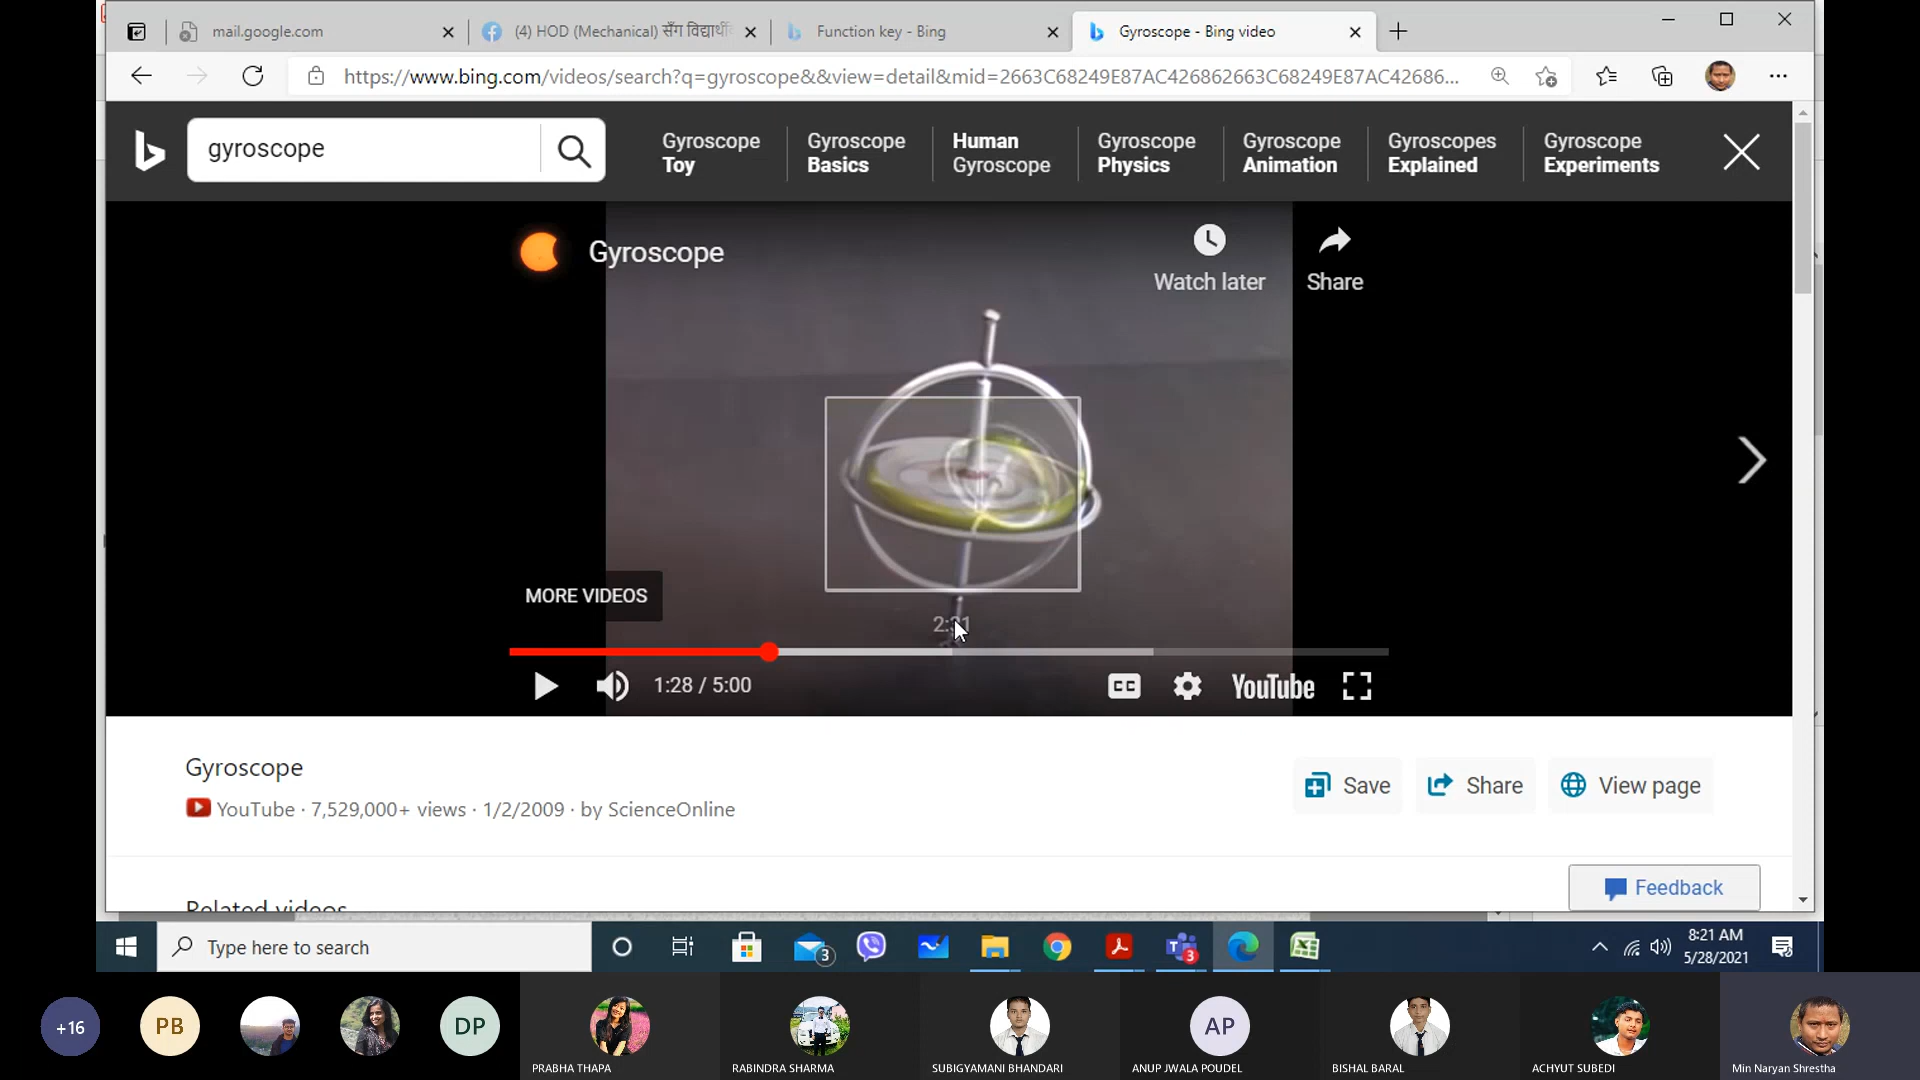 mail.google.com
(4) HOD (Mechanical) सँग विद्यार्थी
Function key - Bing
Gyroscope - Bing video
https://www.bing.com/videos/search?q=gyroscope&&view=detail&mid=2663C68249E87AC426862663C68249E87AC42686...
gyroscope
Gyroscope Toy
Gyroscope Basics
Human Gyroscope
Gyroscope Physics
Gyroscope Animation
Gyroscopes Explained
Gyroscope Experiments
Gyroscope
Watch later
Share
MORE VIDEOS
1:28 / 5:00
CC
YouTube
Gyroscope
YouTube · 7,529,000+ views · 1/2/2009 · by ScienceOnline
Save
Share
View page
Related videos
Feedback
Type here to search
3
3
8:21 AM
5/28/2021
+16
PB
DP
AP
PRABHA THAPA
RABINDRA SHARMA
SUBIGYAMANI BHANDARI
ANUP JWALA POUDEL
BISHAL BARAL
ACHYUT SUBEDI
Min Naryan Shrestha